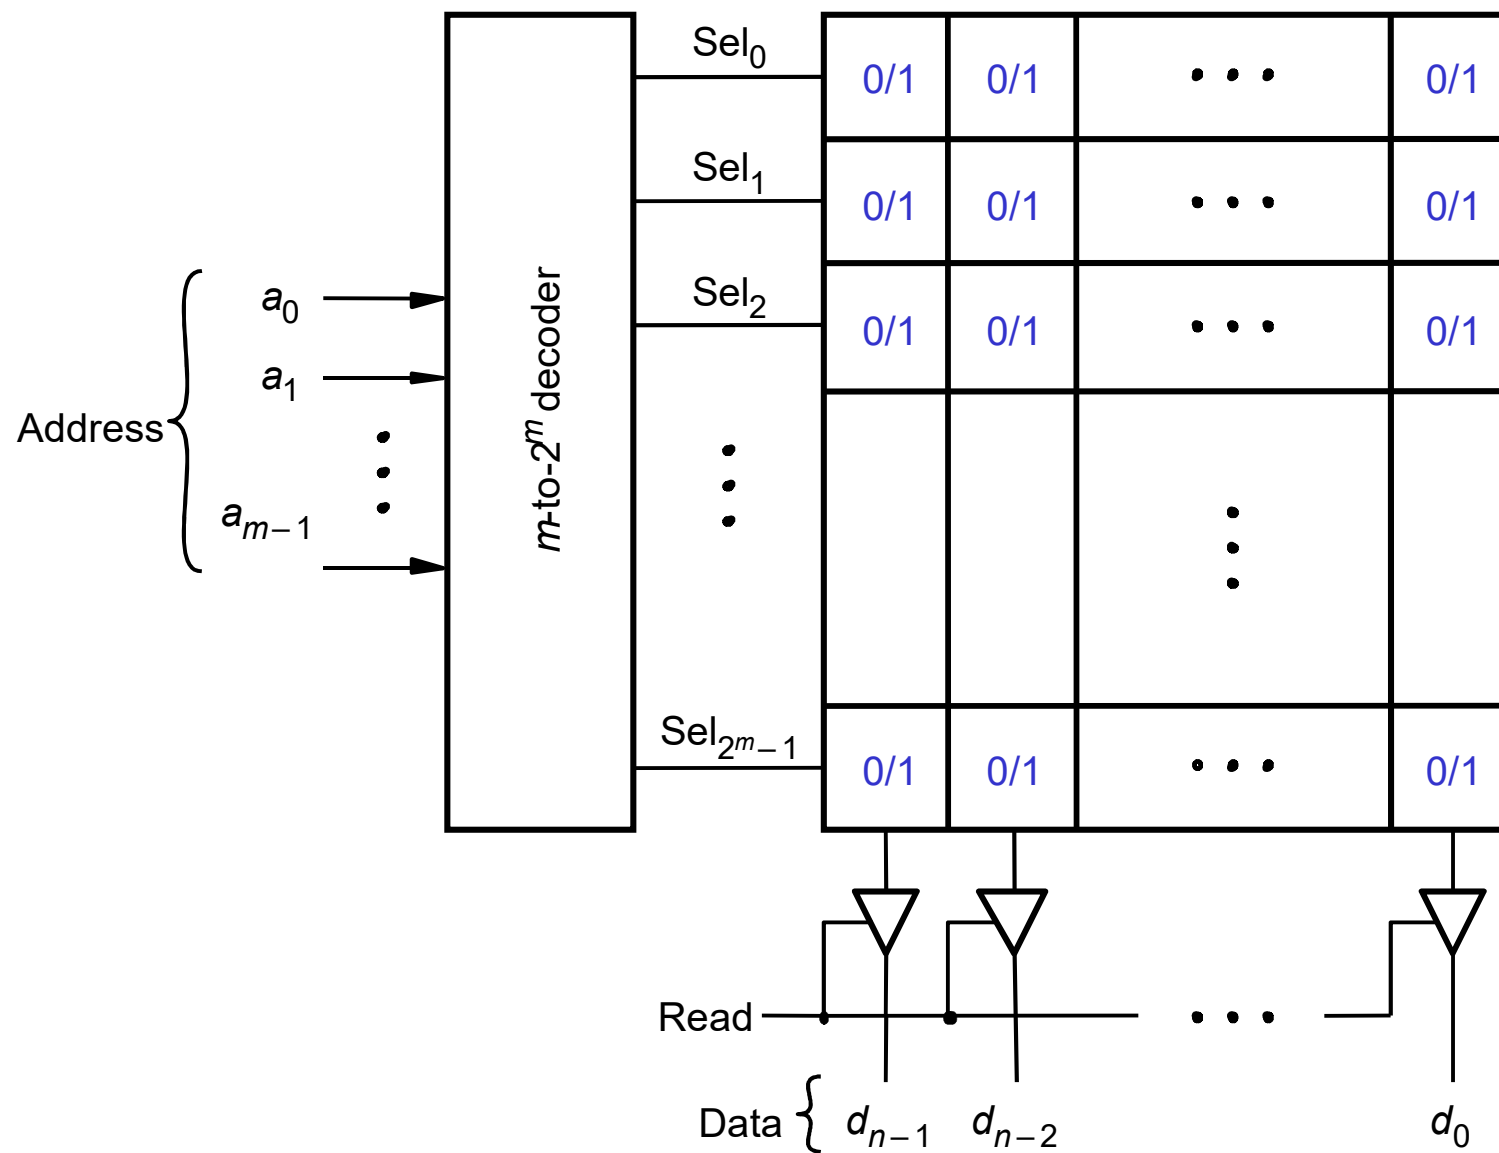 Sel0
0/1 0/1 • • • 0/1
Sel1
0/1 0/1 • • • 0/1
Sel2
0/1 0/1 • • • 0/1
Address
a0
a1
am – 1
m-to-2^m decoder
Sel2^m – 1
0/1 0/1 • • • 0/1
Read • • •
Data dn – 1 dn – 2 d0